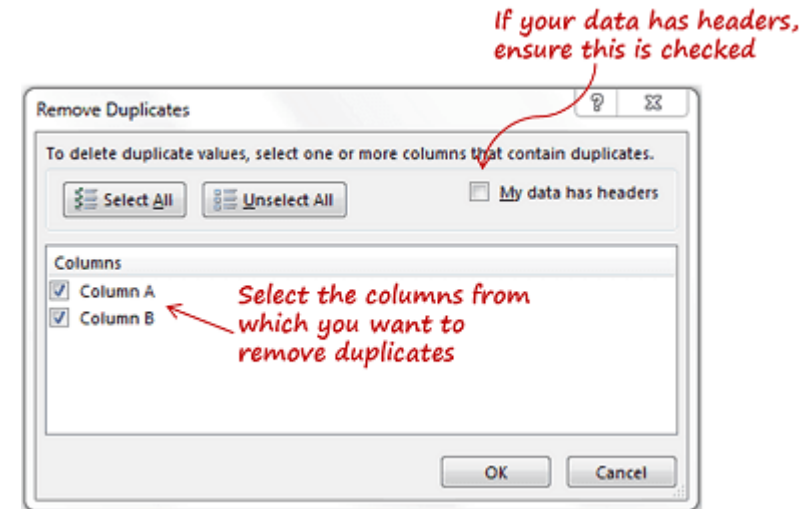 If your data has headers,
ensure this is checked
Remove Duplicates
To delete duplicate values, select one or more columns that contain duplicates.
Select All
Unselect All
My data has headers
Columns
Column A
Column B
Select the columns from
which you want to
remove duplicates
OK
Cancel